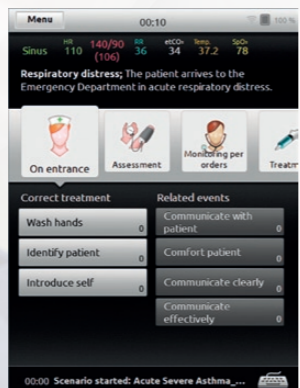 Menu 00:10 100 %
HR RR etCO₂ Temp. SpO₂
Sinus 110 140/90 36 34 37.2 78
(106)
Respiratory distress; The patient arrives to the
Emergency Department in acute respiratory distress.
On entrance Assessment Monitoring per Treatm
orders
Correct treatment Related events
Wash hands 0
Communicate with
patient 0
Identify patient 0
Comfort patient 0
Introduce self 0
Communicate clearly 0
Communicate
effectively 0
00:00 Scenario started: Acute Severe Asthma_...